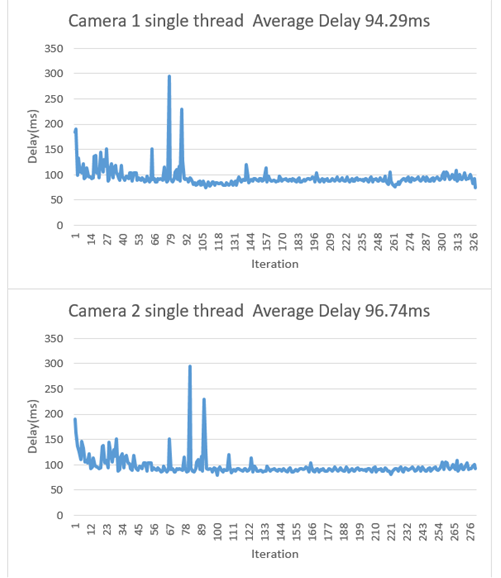 Camera 1 single thread  Average Delay 94.29ms
350
300
250
200
150
100
50
0
Delay(ms)
1 14 27 40 53 66 79 92 105 118 131 144 157 170 183 196 209 222 235 248 261 274 287 300 313 326
Iteration
Camera 2 single thread  Average Delay 96.74ms
350
300
250
200
150
100
50
0
Delay(ms)
1 12 23 34 45 56 67 78 89 100 111 122 133 144 155 166 177 188 199 210 221 232 243 254 265 276
Iteration